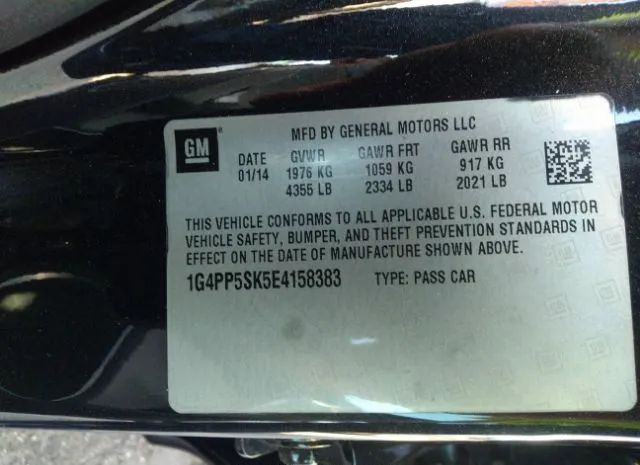 GM ®
MFD BY GENERAL MOTORS LLC
DATE GVWR GAWR FRT GAWR RR
01/14 1976 KG 1059 KG 917 KG
4355 LB 2334 LB 2021 LB
THIS VEHICLE CONFORMS TO ALL APPLICABLE U.S. FEDERAL MOTOR
VEHICLE SAFETY, BUMPER, AND THEFT PREVENTION STANDARDS IN
EFFECT ON THE DATE OF MANUFACTURE SHOWN ABOVE.
1G4PP5SK5E4158383 TYPE: PASS CAR